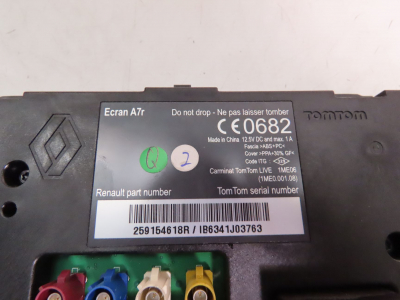 Ecran A7r
Do not drop - Ne pas laisser tomber
CE0682
Made in China 12.5V DC and max. 1 A
Fascia >ABS+PC<
Cover >PPA+30% GF<
Code ITG
Carminat TomTom LIVE 1ME06
(1ME0.001.08)
Q
2
Renault part number
TomTom serial number
259154618R / IB6341J03763
TOMTOM